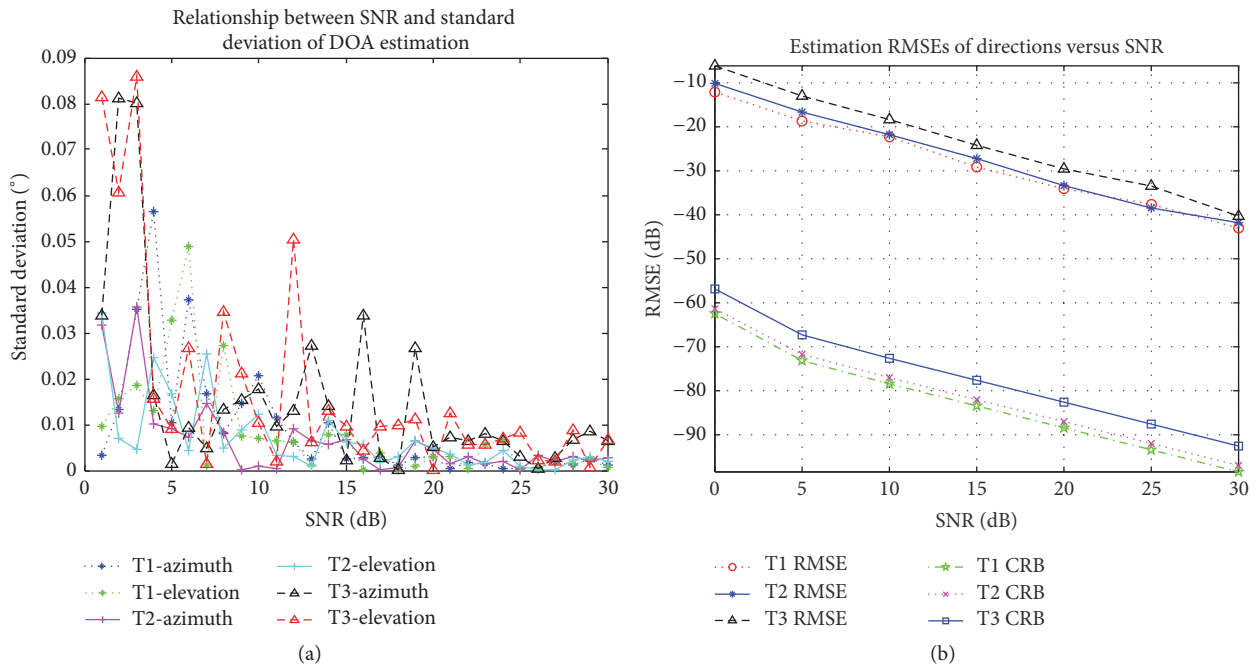 Relationship between SNR and standard
deviation of DOA estimation
0.09
0.08
0.07
0.06
0.05
0.04
0.03
0.02
0.01
0
Standard deviation (°)
0 5 10 15 20 25 30
SNR (dB)
T1-azimuth
T1-elevation
T2-azimuth
T2-elevation
T3-azimuth
T3-elevation
(a)
Estimation RMSEs of directions versus SNR
−10
−20
−30
−40
−50
−60
−70
−80
−90
RMSE (dB)
0 5 10 15 20 25 30
SNR (dB)
T1 RMSE
T2 RMSE
T3 RMSE
T1 CRB
T2 CRB
T3 CRB
(b)